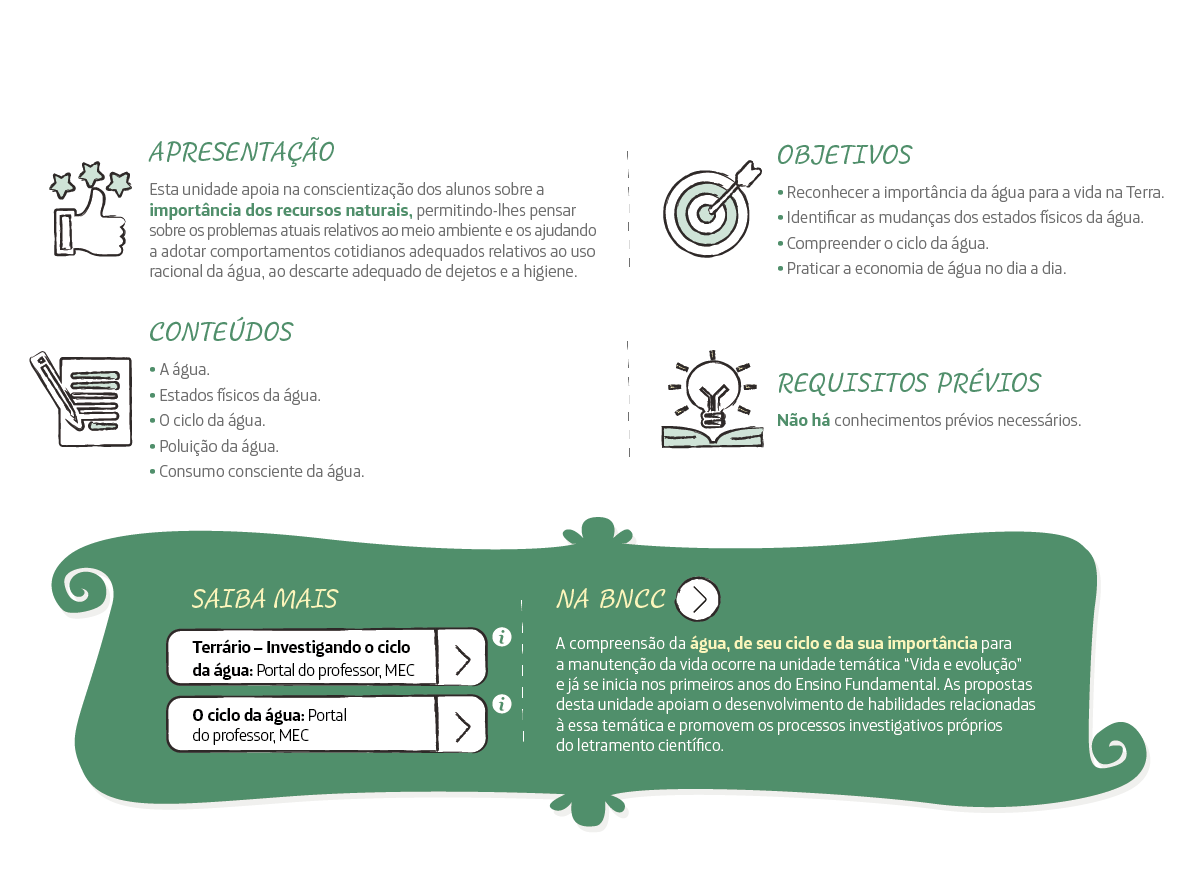 APRESENTAÇÃO
Esta unidade apoia na conscientização dos alunos sobre a
importância dos recursos naturais, permitindo-lhes pensar
sobre os problemas atuais relativos ao meio ambiente e os ajudando
a adotar comportamentos cotidianos adequados relativos ao uso
racional da água, ao descarte adequado de dejetos e a higiene.
OBJETIVOS
• Reconhecer a importância da água para a vida na Terra.
• Identificar as mudanças dos estados físicos da água.
• Compreender o ciclo da água.
• Praticar a economia de água no dia a dia.
CONTEÚDOS
• A água.
• Estados físicos da água.
• O ciclo da água.
• Poluição da água.
• Consumo consciente da água.
REQUISITOS PRÉVIOS
Não há conhecimentos prévios necessários.
SAIBA MAIS
Terrário – Investigando o ciclo
da água: Portal do professor, MEC
i
O ciclo da água: Portal
do professor, MEC
i
NA BNCC
A compreensão da água, de seu ciclo e da sua importância para
a manutenção da vida ocorre na unidade temática “Vida e evolução”
e já se inicia nos primeiros anos do Ensino Fundamental. As propostas
desta unidade apoiam o desenvolvimento de habilidades relacionadas
à essa temática e promovem os processos investigativos próprios
do letramento científico.